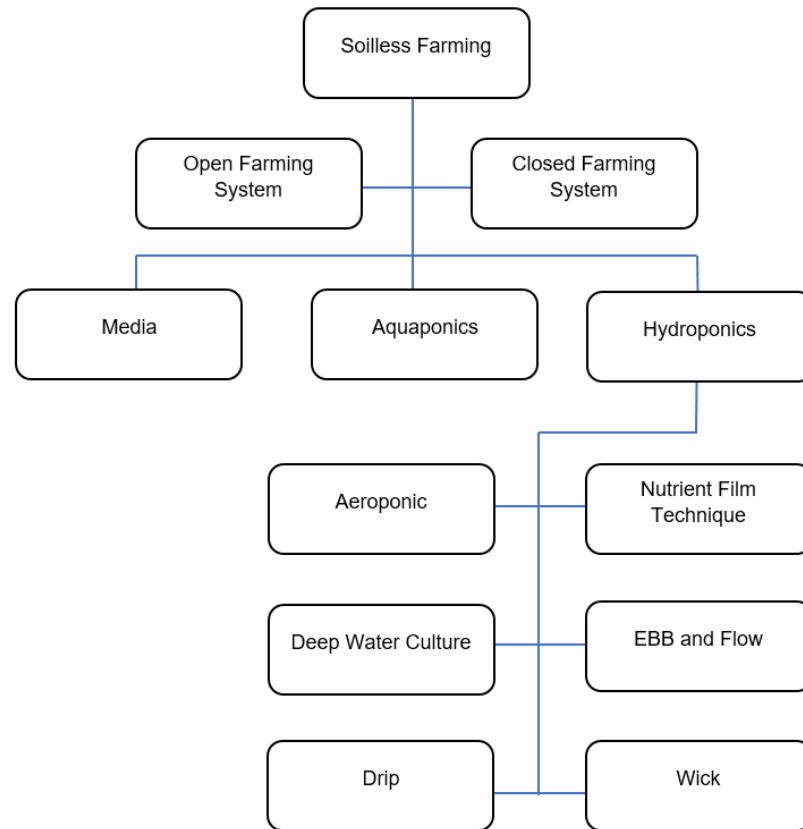 Soilless Farming
Open Farming
System
Closed Farming
System
Media
Aquaponics
Hydroponics
Aeroponic
Nutrient Film
Technique
Deep Water Culture
EBB and Flow
Drip
Wick